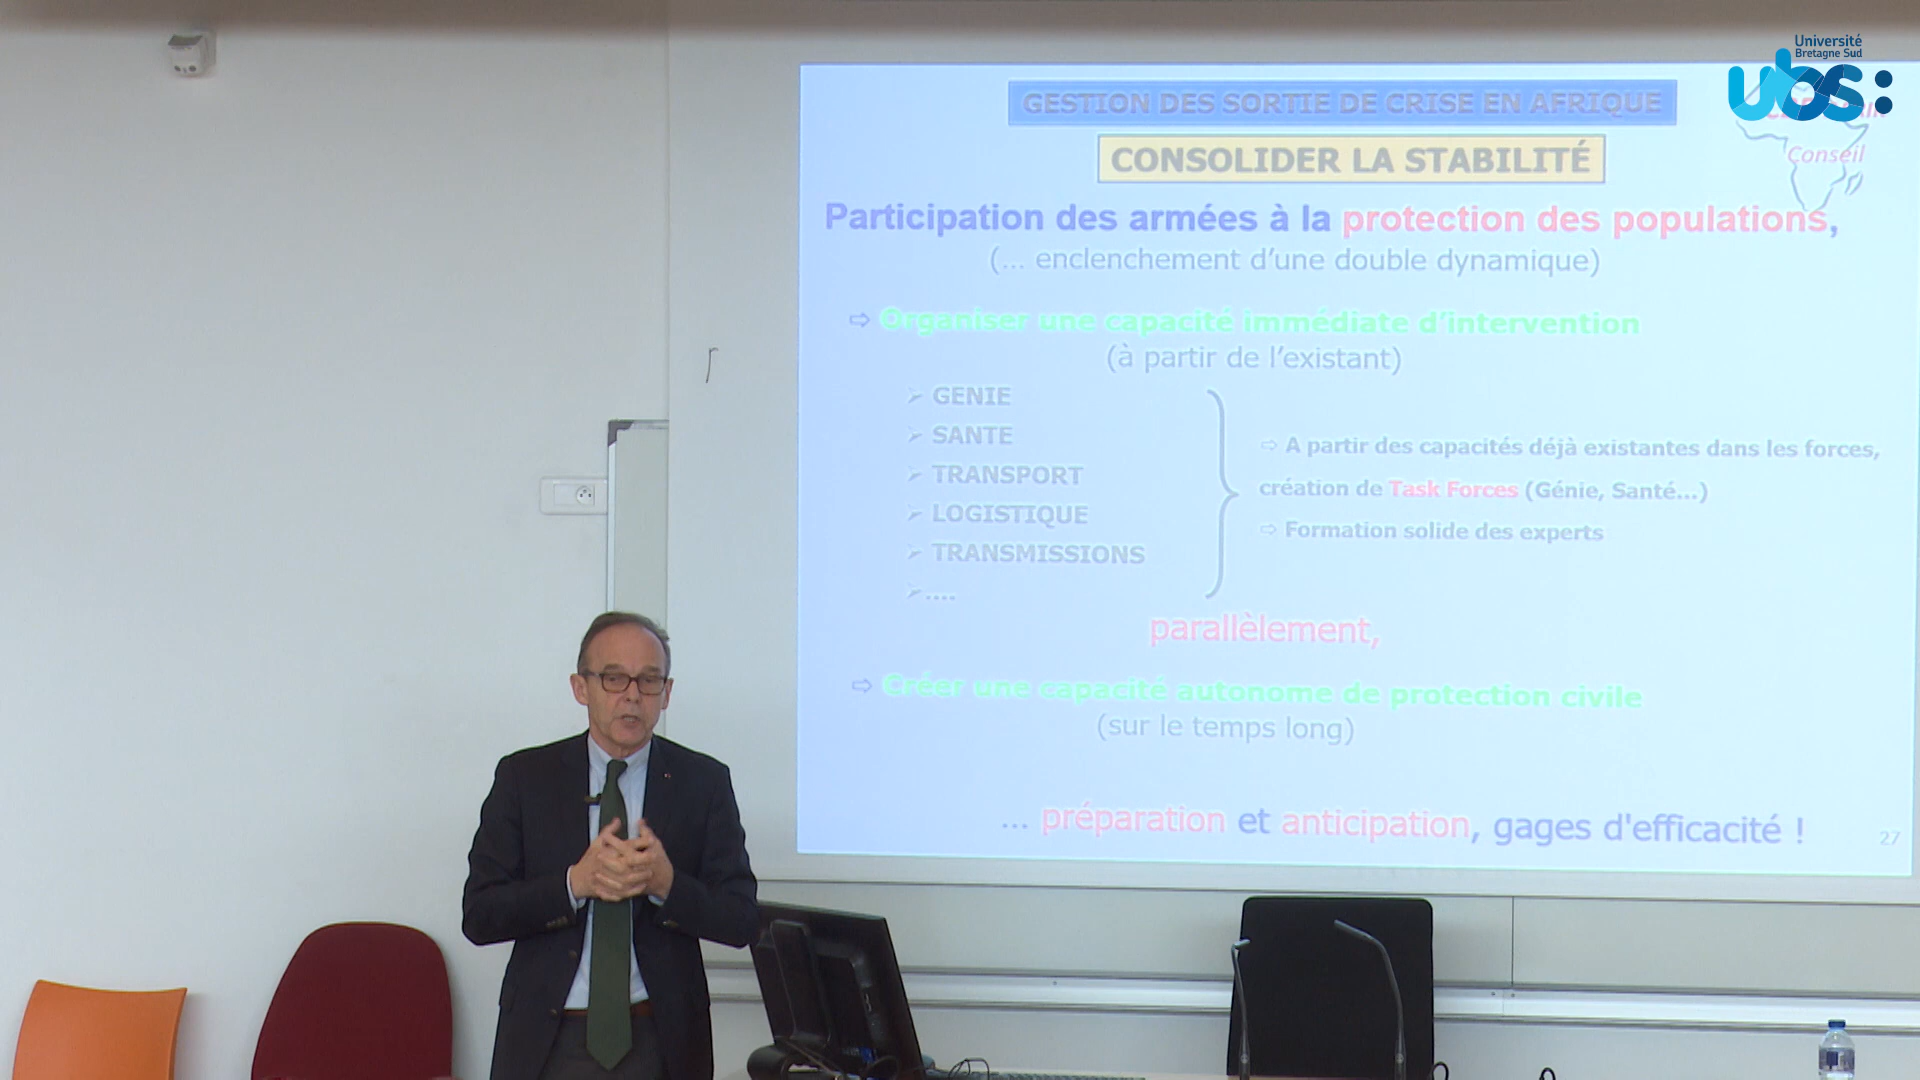 Université
Bretagne Sud
ubs:
GESTION DES SORTIE DE CRISE EN AFRIQUE
Conseil
CONSOLIDER LA STABILITÉ
Participation des armées à la protection des populations,
(... enclenchement d'une double dynamique)
⇨ Organiser une capacité immédiate d'intervention
(à partir de l'existant)
➢ GENIE
➢ SANTE
➢ TRANSPORT
➢ LOGISTIQUE
➢ TRANSMISSIONS
➢ ....
⇨ A partir des capacités déjà existantes dans les forces,
création de Task Forces (Génie, Santé...)
⇨ Formation solide des experts
parallèlement,
⇨ Créer une capacité autonome de protection civile
(sur le temps long)
... préparation et anticipation, gages d'efficacité !
27